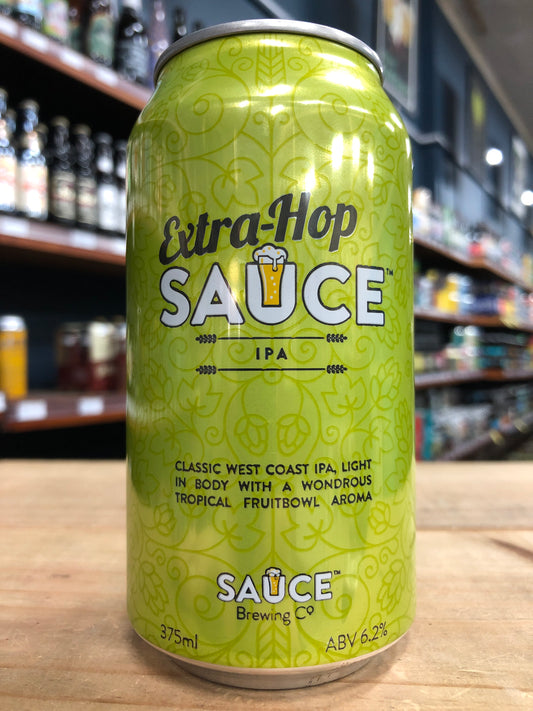 Extra-Hop
SAUCE™
IPA
CLASSIC WEST COAST IPA, LIGHT
IN BODY WITH A WONDROUS
TROPICAL FRUITBOWL AROMA
SAUCE™
Brewing Co
375ml
ABV 6.2%